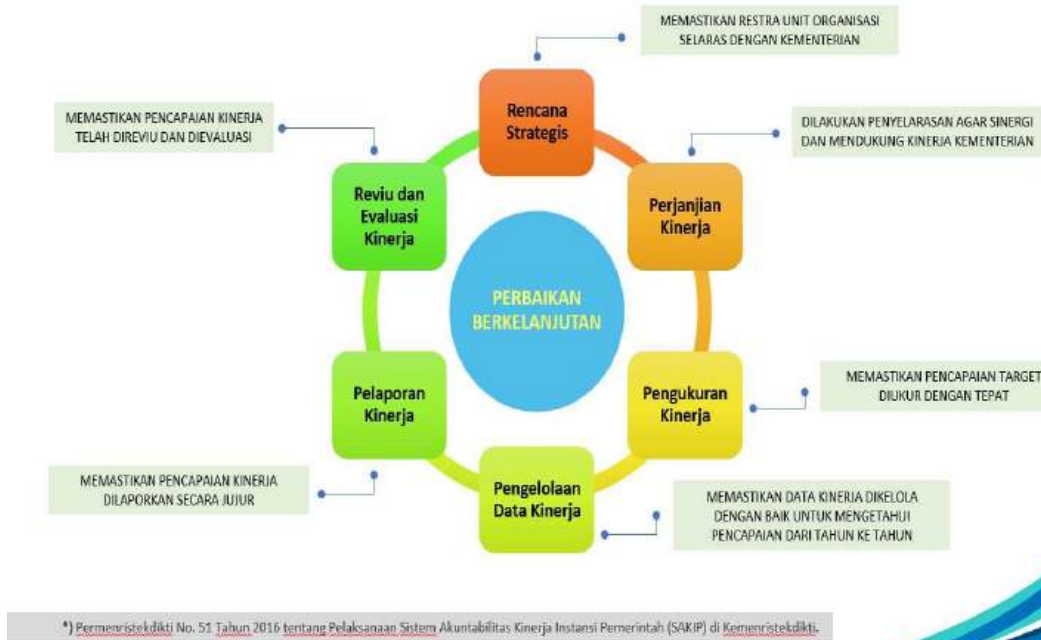 MEMASTIKAN RESTRA UNIT ORGANISASI
SELARAS DENGAN KEMENTERIAN
Rencana
Strategis
MEMASTIKAN PENCAPAIAN KINERJA
TELAH DIREVIU DAN DIEVALUASI
DILAKUKAN PENYELARASAN AGAR SINERGI
DAN MENDUKUNG KINERJA KEMENTERIAN
Reviu dan
Evaluasi
Kinerja
Perjanjian
Kinerja
PERBAIKAN
BERKELANJUTAN
Pelaporan
Kinerja
Pengukuran
Kinerja
MEMASTIKAN PENCAPAIAN TARGET
DIUKUR DENGAN TEPAT
MEMASTIKAN PENCAPAIAN KINERJA
DILAPORKAN SECARA JUJUR
Pengelolaan
Data Kinerja
MEMASTIKAN DATA KINERJA DIKELOLA
DENGAN BAIK UNTUK MENGETAHUI
PENCAPAIAN DARI TAHUN KE TAHUN
*) Permenristekdikti No. 51 Tahun 2016 tentang Pelaksanaan Sistem Akuntabilitas Kinerja Instansi Pemerintah (SAKIP) di Kemenristekdikti.